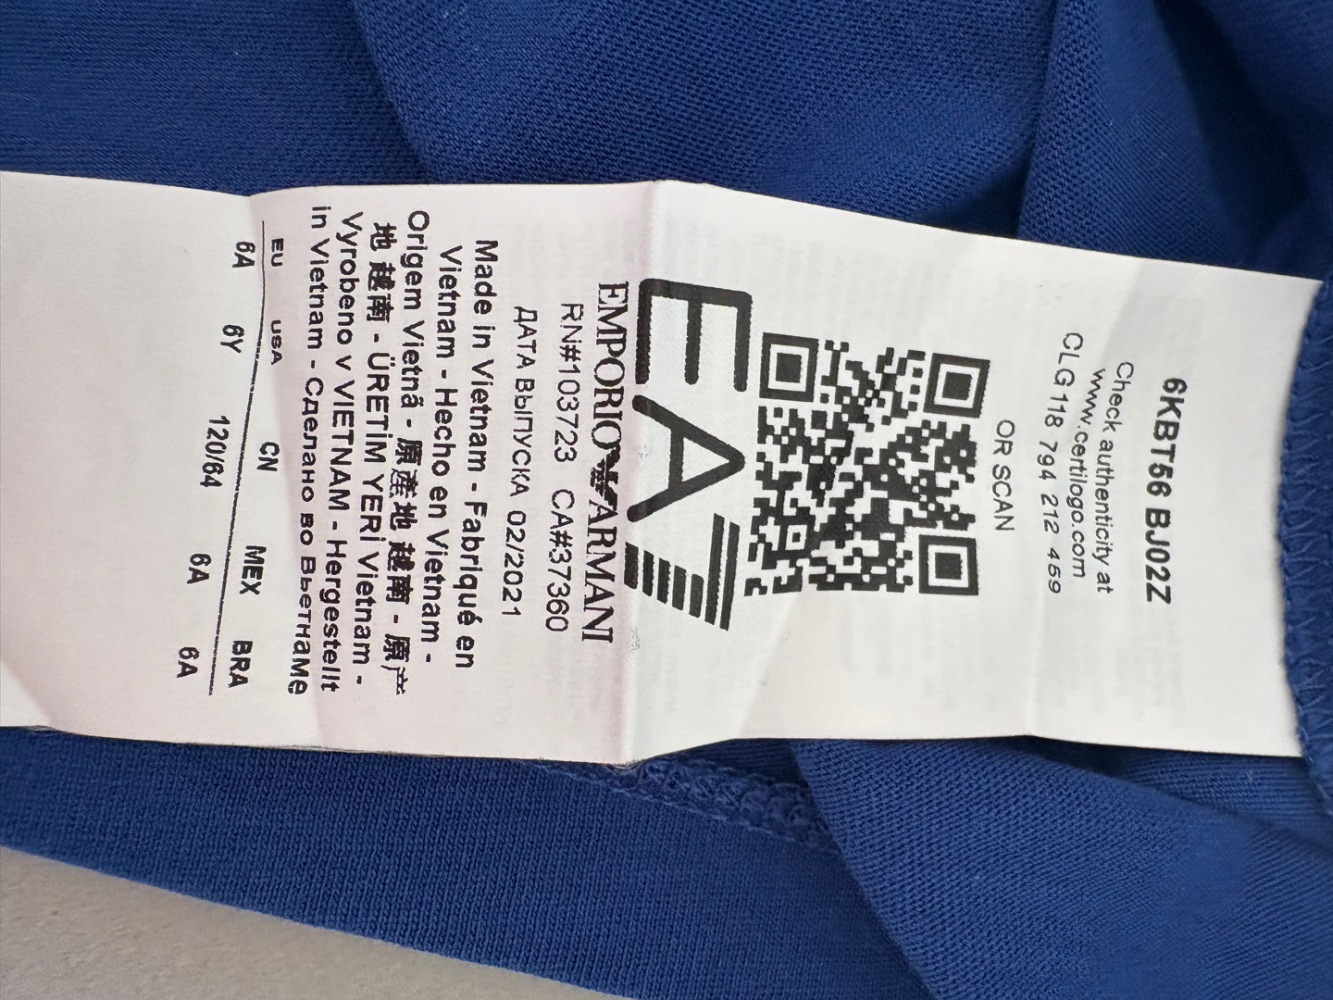 6KBT56 BJ02Z
Check authenticity at
www.certilogo.com
CLG 118 794 212 459
OR SCAN
EA7
EMPORIO ARMANI
RN#103723 CA#37360
ДАТА ВЫПУСКА 02/2021
Made in Vietnam - Fabriqué en
Vietnam - Hecho en Vietnam -
Origem Vietnã - 原產地 越南 - 原产
地 越南 - ÜRETİM YERİ Vietnam -
Vyrobeno v VIETNAM - Hergestellt
in Vietnam - Сделано во Вьетнаме
EU USA CN MEX BRA
6A 6Y 120/64 6A 6A